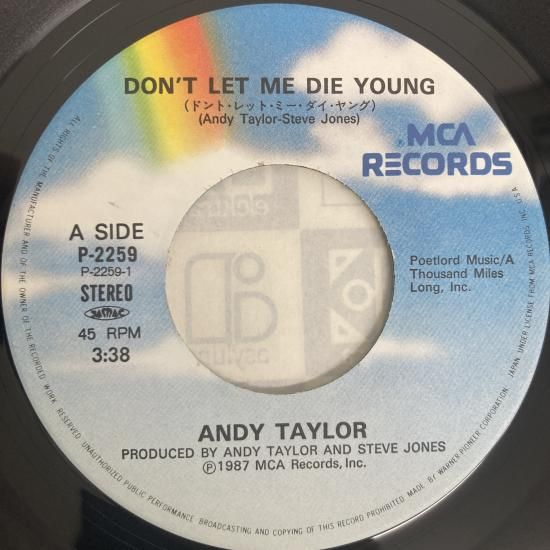 DON'T LET ME DIE YOUNG
(ドント・レット・ミー・ダイ・ヤング)
(Andy Taylor-Steve Jones)
MCA
RECORDS
A SIDE
P-2259
P-2259-1
STEREO
45 RPM
3:38
Poetlord Music/A
Thousand Miles
Long, Inc.
ANDY TAYLOR
PRODUCED BY ANDY TAYLOR AND STEVE JONES
Ⓟ1987 MCA Records, Inc.
ALL RIGHTS OF THE MANUFACTURER AND OF THE OWNER OF THE RECORDED WORK RESERVED. UNAUTHORIZED PUBLIC PERFORMANCE BROADCASTING AND COPYING OF THIS RECORD PROHIBITED. MADE BY WARNER-PIONEER CORPORATION, JAPAN UNDER LICENSE FROM MCA RECORDS, INC. U.S.A.